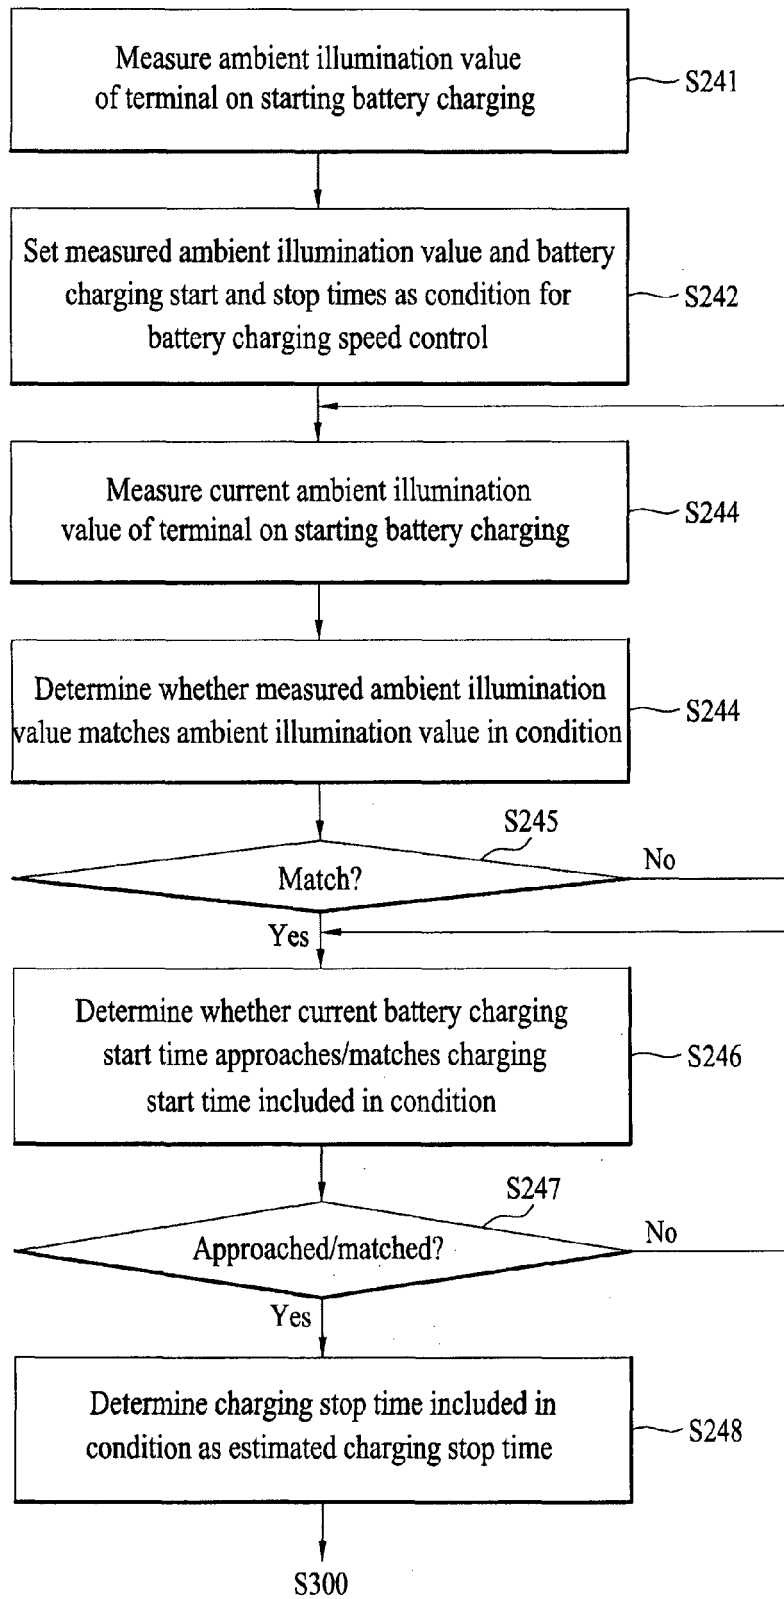 Measure ambient illumination value
of terminal on starting battery charging
S241
Set measured ambient illumination value and battery
charging start and stop times as condition for
battery charging speed control
S242
Measure current ambient illumination
value of terminal on starting battery charging
S244
Determine whether measured ambient illumination
value matches ambient illumination value in condition
S244
S245
Match?
No
Yes
Determine whether current battery charging
start time approaches/matches charging
start time included in condition
S246
S247
Approached/matched?
No
Yes
Determine charging stop time included in
condition as estimated charging stop time
S248
S300